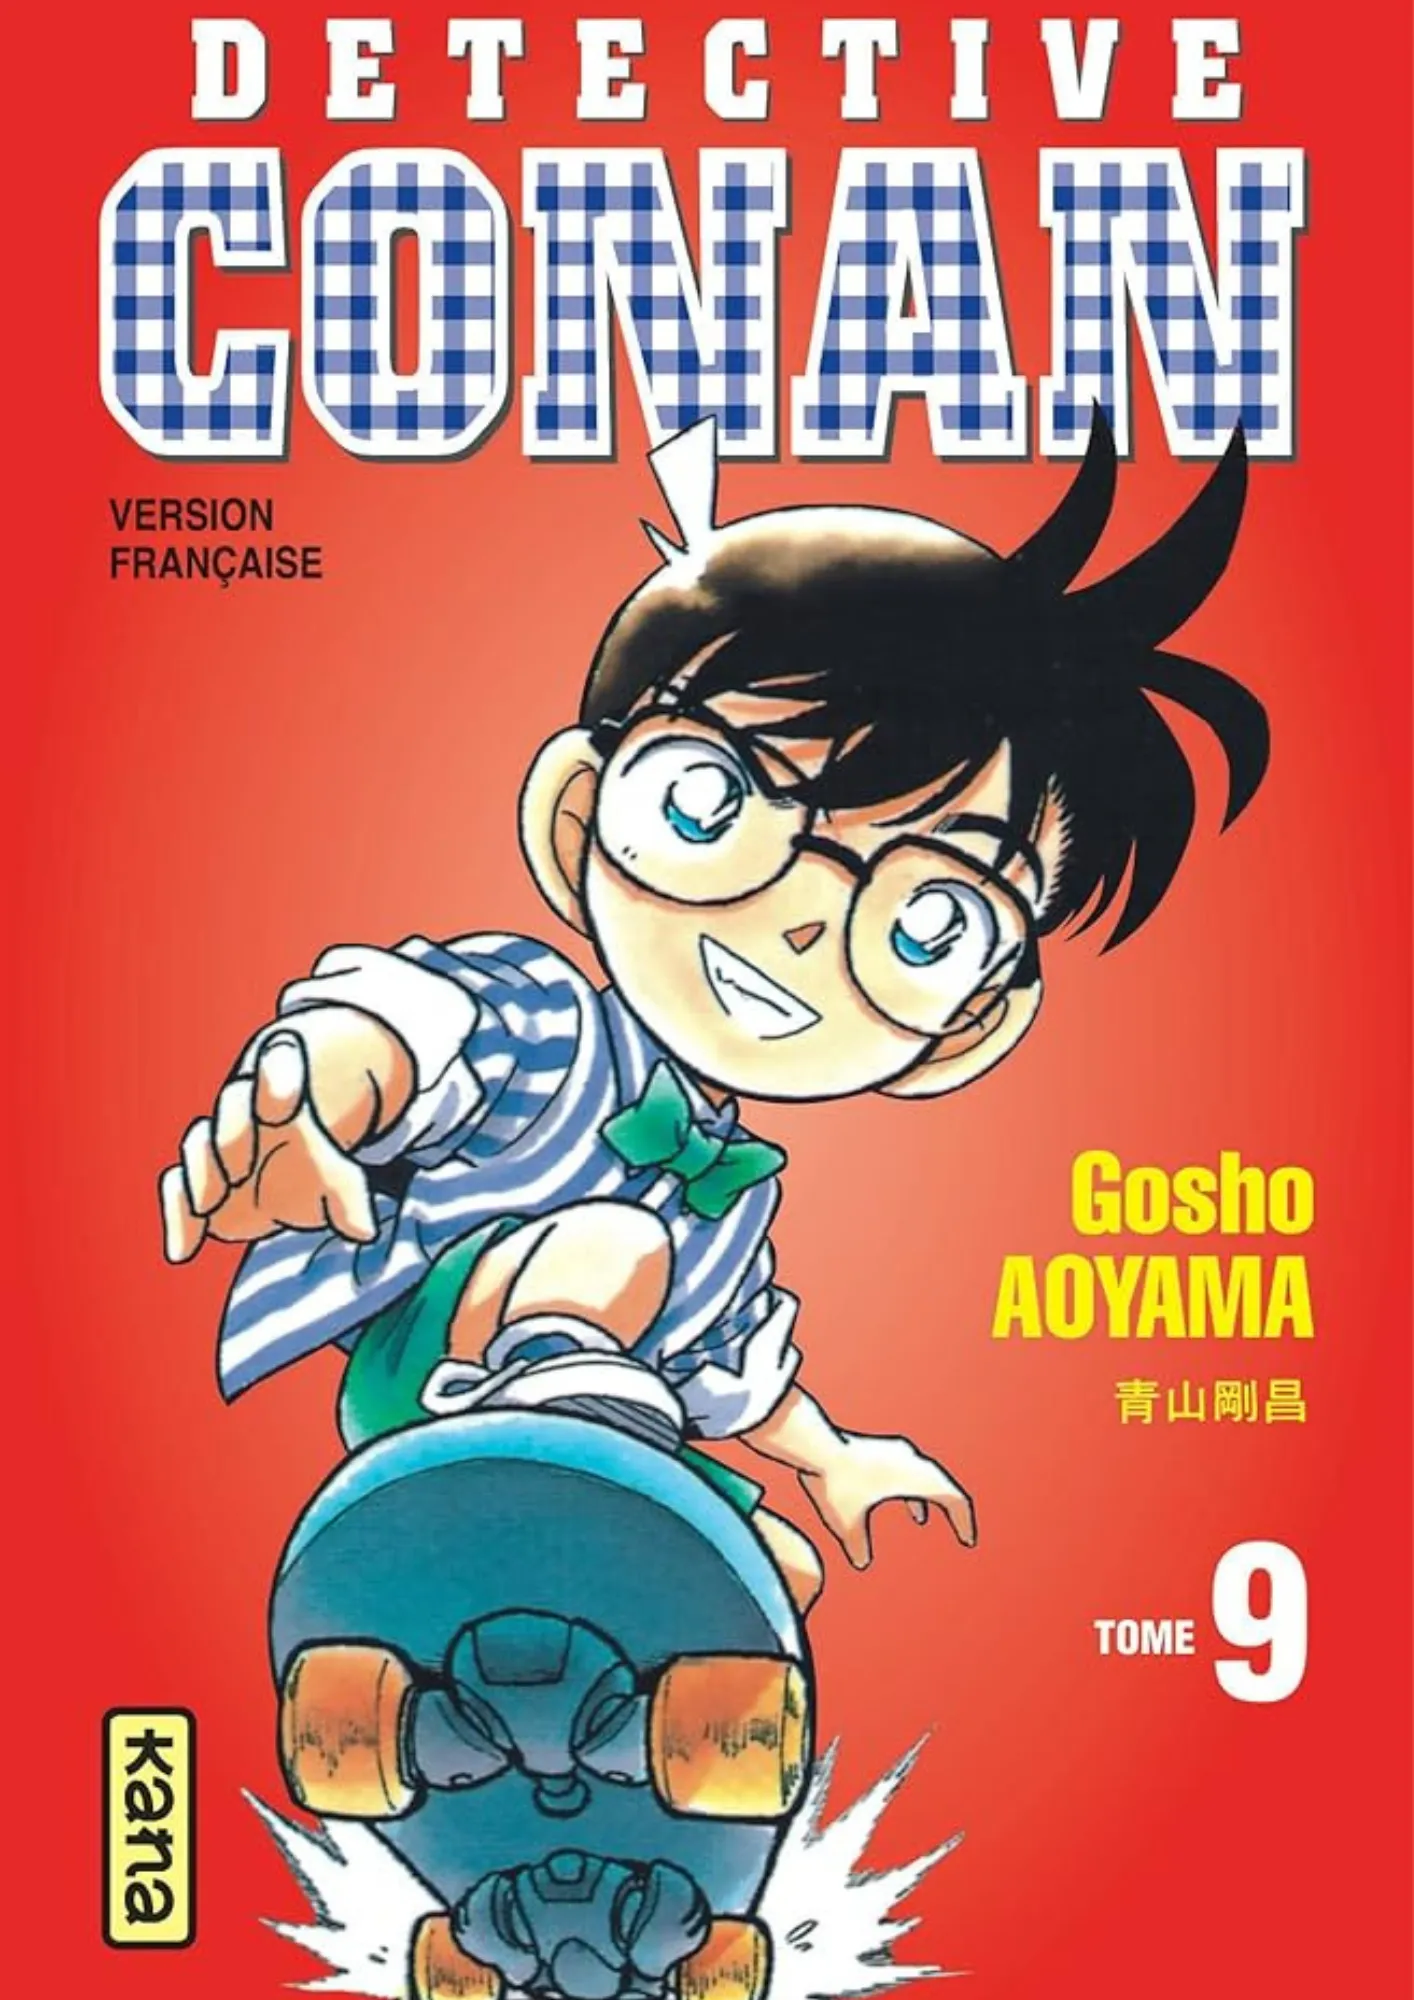 DETECTIVE
CONAN
VERSION
FRANÇAISE
Gosho
AOYAMA
青山剛昌
TOME 9
kana